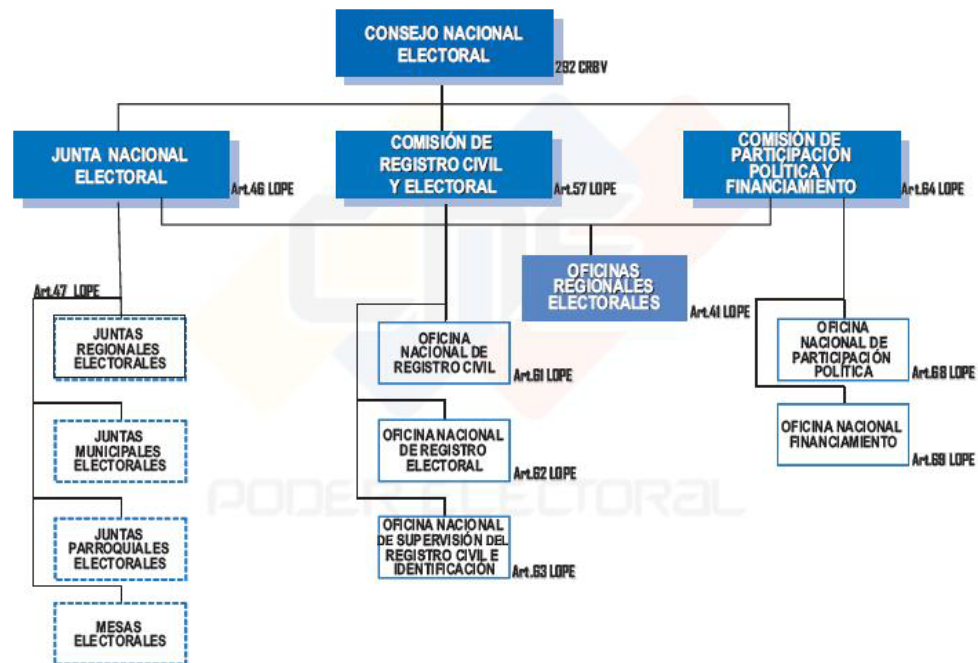 CONSEJO NACIONAL
ELECTORAL
292 CRBV
JUNTA NACIONAL
ELECTORAL
Art.46 LOPE
COMISIÓN DE
REGISTRO CIVIL
Y ELECTORAL
Art.57 LOPE
COMISIÓN DE
PARTICIPACIÓN
POLÍTICA Y
FINANCIAMIENTO
Art.64 LOPE
OFICINAS
REGIONALES
ELECTORALES
Art.41 LOPE
Art.47 LOPE
JUNTAS
REGIONALES
ELECTORALES
JUNTAS
MUNICIPALES
ELECTORALES
JUNTAS
PARROQUIALES
ELECTORALES
MESAS
ELECTORALES
OFICINA
NACIONAL DE
REGISTRO CIVIL
Art.61 LOPE
OFICINA NACIONAL
DE REGISTRO
ELECTORAL
Art.62 LOPE
OFICINA NACIONAL
DE SUPERVISIÓN DEL
REGISTRO CIVIL E
IDENTIFICACIÓN
Art.63 LOPE
OFICINA
NACIONAL DE
PARTICIPACIÓN
POLÍTICA
Art.68 LOPE
OFICINA NACIONAL
FINANCIAMIENTO
Art.69 LOPE
CNE
PODER ELECTORAL